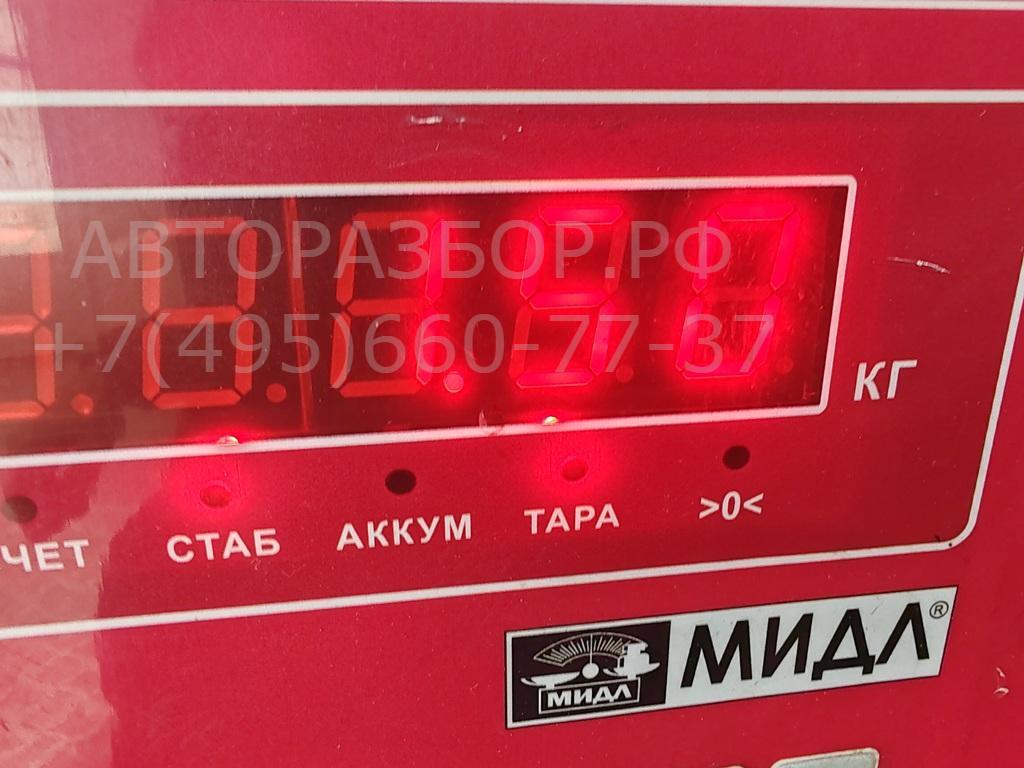 АВТОРАЗБОР.РФ
+7(495)660-77-37
КГ
ЧЕТ СТАБ АККУМ ТАРА >0<
МИДЛ МИДЛ®